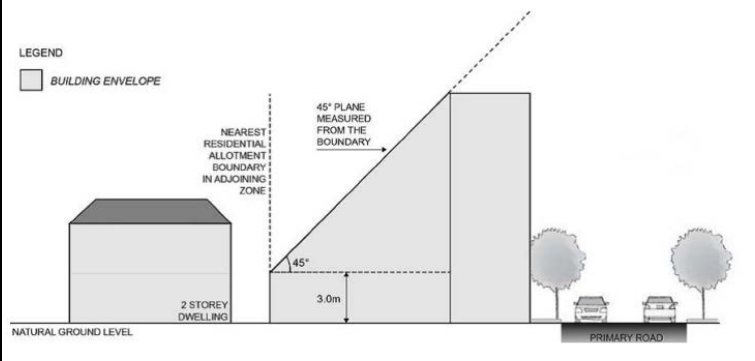 LEGEND
BUILDING ENVELOPE
NEAREST
RESIDENTIAL
ALLOTMENT
BOUNDARY
IN ADJOINING
ZONE
45° PLANE
MEASURED
FROM THE
BOUNDARY
45°
3.0m
2 STOREY
DWELLING
NATURAL GROUND LEVEL
PRIMARY ROAD